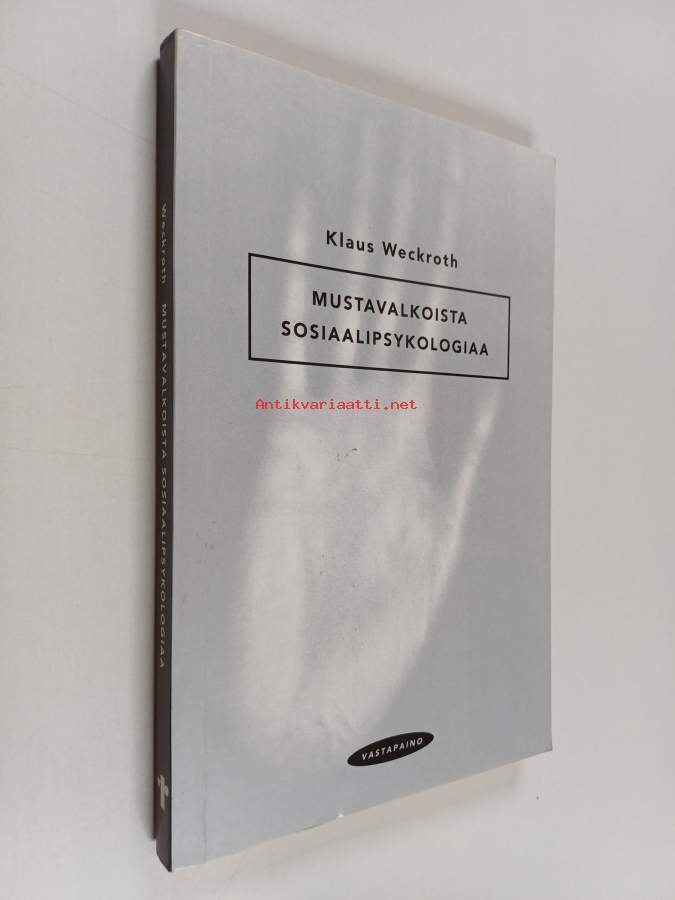 Klaus Weckroth
MUSTAVALKOISTA
SOSIAALIPSYKOLOGIAA
Antikvariaatti.net
VASTAPAINO
Weckroth MUSTAVALKOISTA SOSIAALIPSYKOLOGIAA